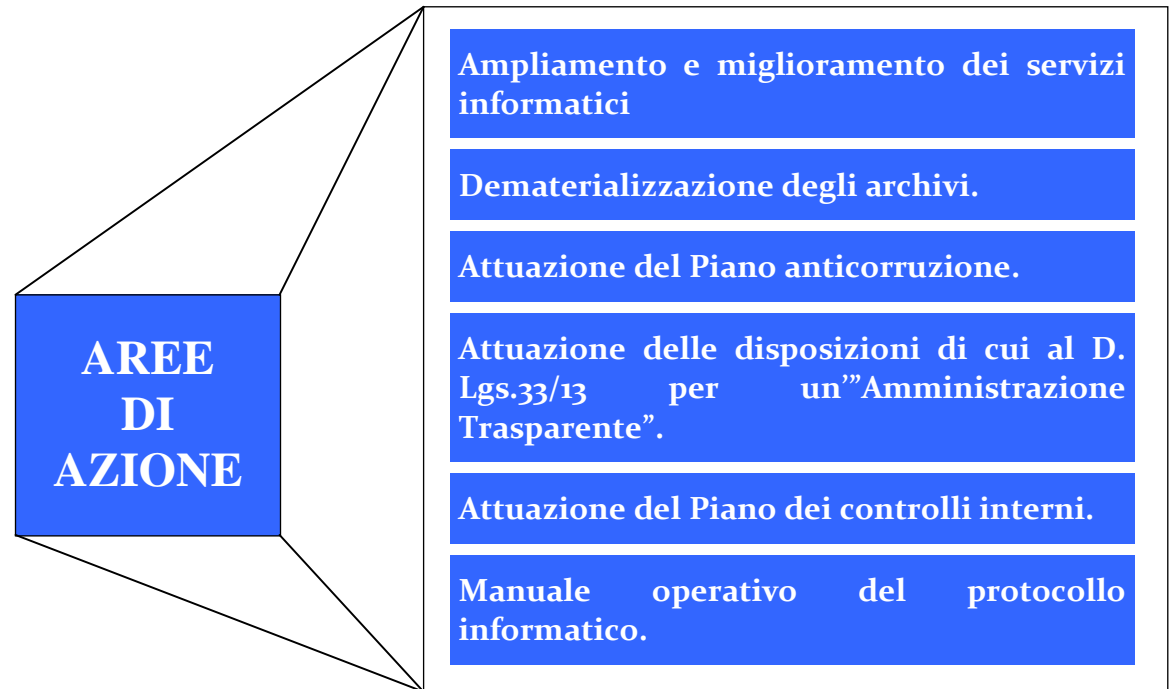 AREE
DI
AZIONE
Ampliamento e miglioramento dei servizi
informatici
Dematerializzazione degli archivi.
Attuazione del Piano anticorruzione.
Attuazione delle disposizioni di cui al D.
Lgs.33/13 per un’”Amministrazione
Trasparente”.
Attuazione del Piano dei controlli interni.
Manuale operativo del protocollo
informatico.